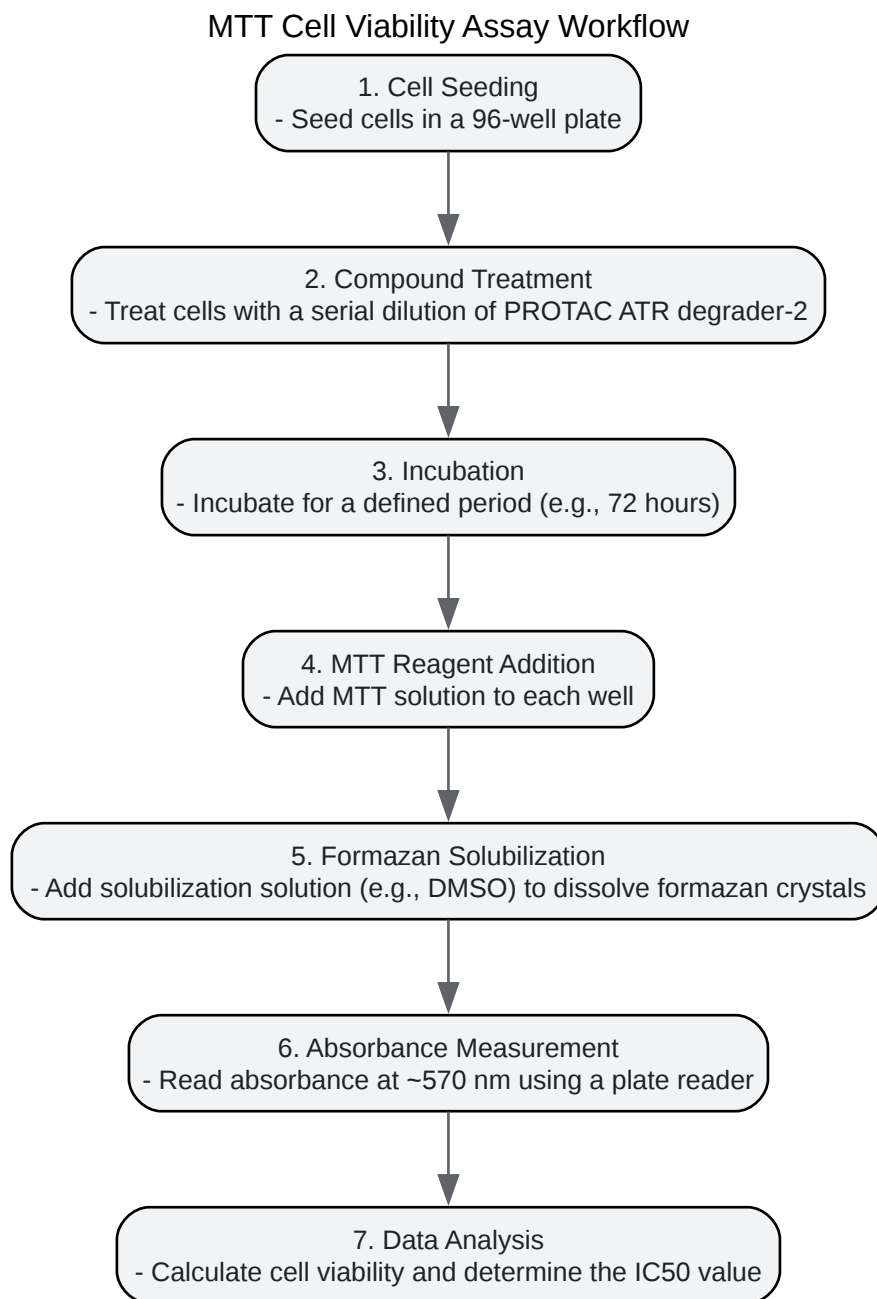 MTT Cell Viability Assay Workflow
1. Cell Seeding
- Seed cells in a 96-well plate
2. Compound Treatment
- Treat cells with a serial dilution of PROTAC ATR degrader-2
3. Incubation
- Incubate for a defined period (e.g., 72 hours)
4. MTT Reagent Addition
- Add MTT solution to each well
5. Formazan Solubilization
- Add solubilization solution (e.g., DMSO) to dissolve formazan crystals
6. Absorbance Measurement
- Read absorbance at ~570 nm using a plate reader
7. Data Analysis
- Calculate cell viability and determine the IC50 value